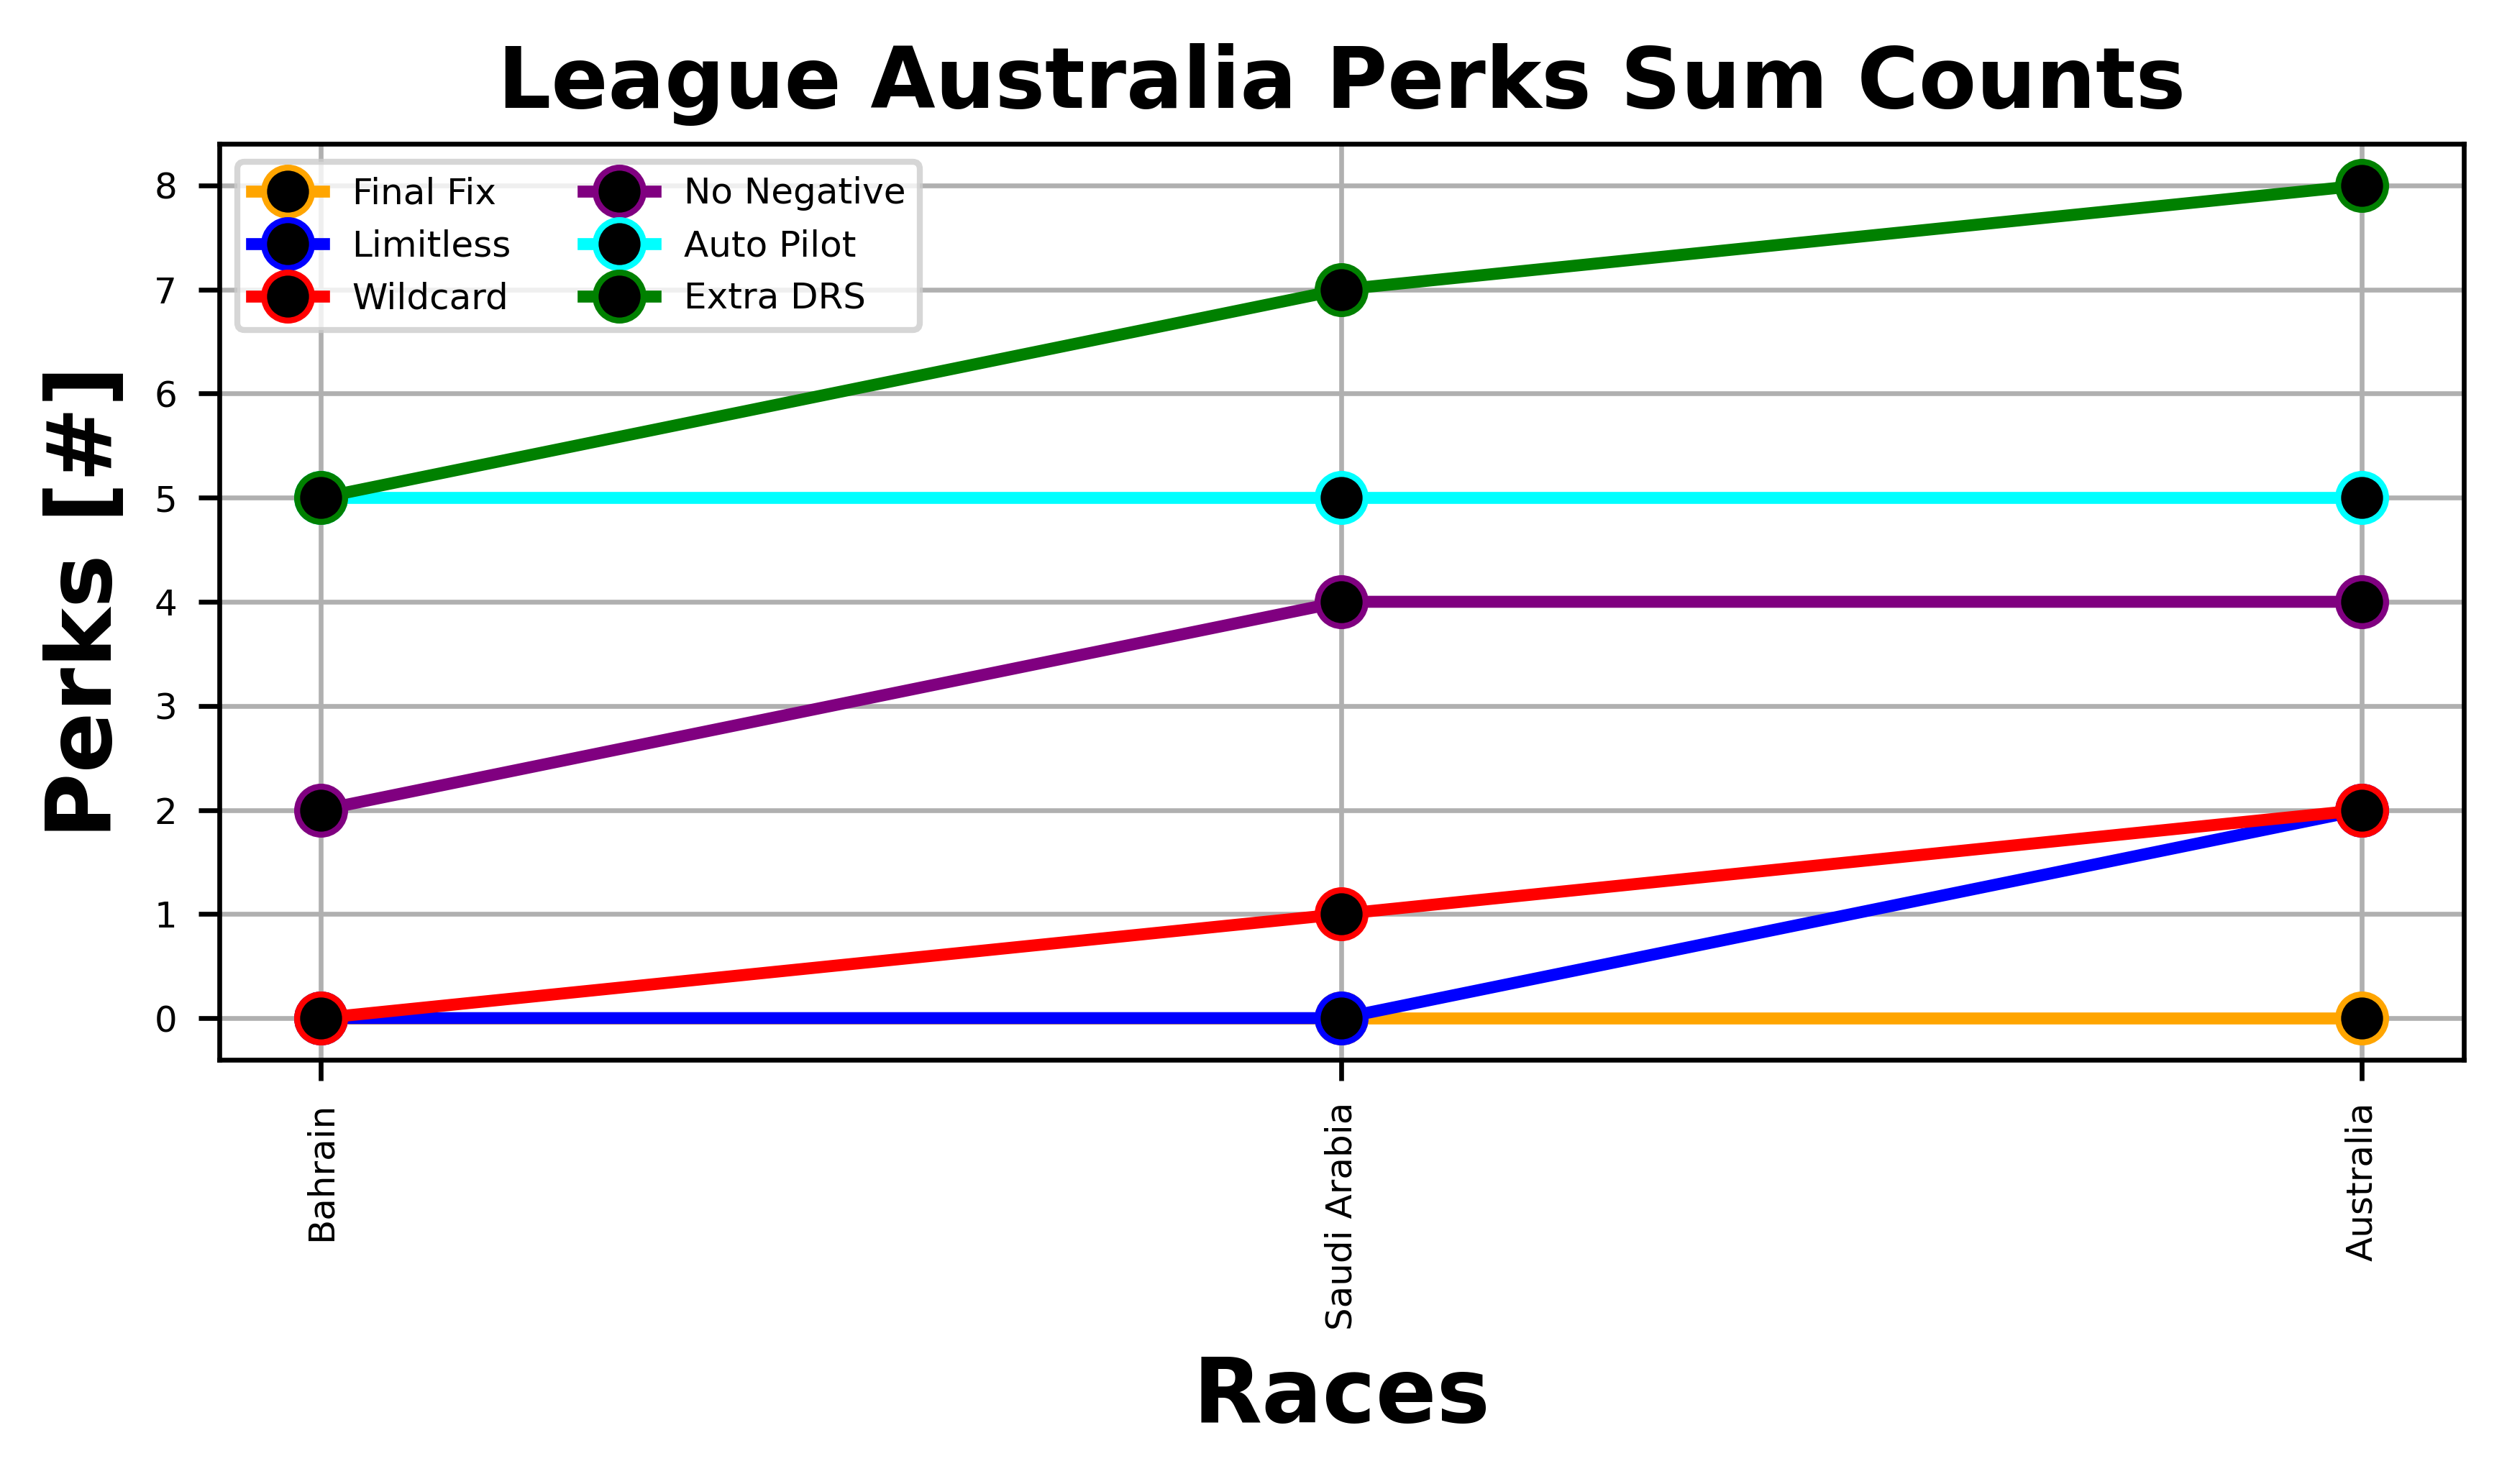 League Australia Perks Sum Counts
Final Fix
Limitless
Wildcard
No Negative
Auto Pilot
Extra DRS
Perks [#]
8
7
6
5
4
3
2
1
0
Bahrain
Saudi Arabia
Australia
Races